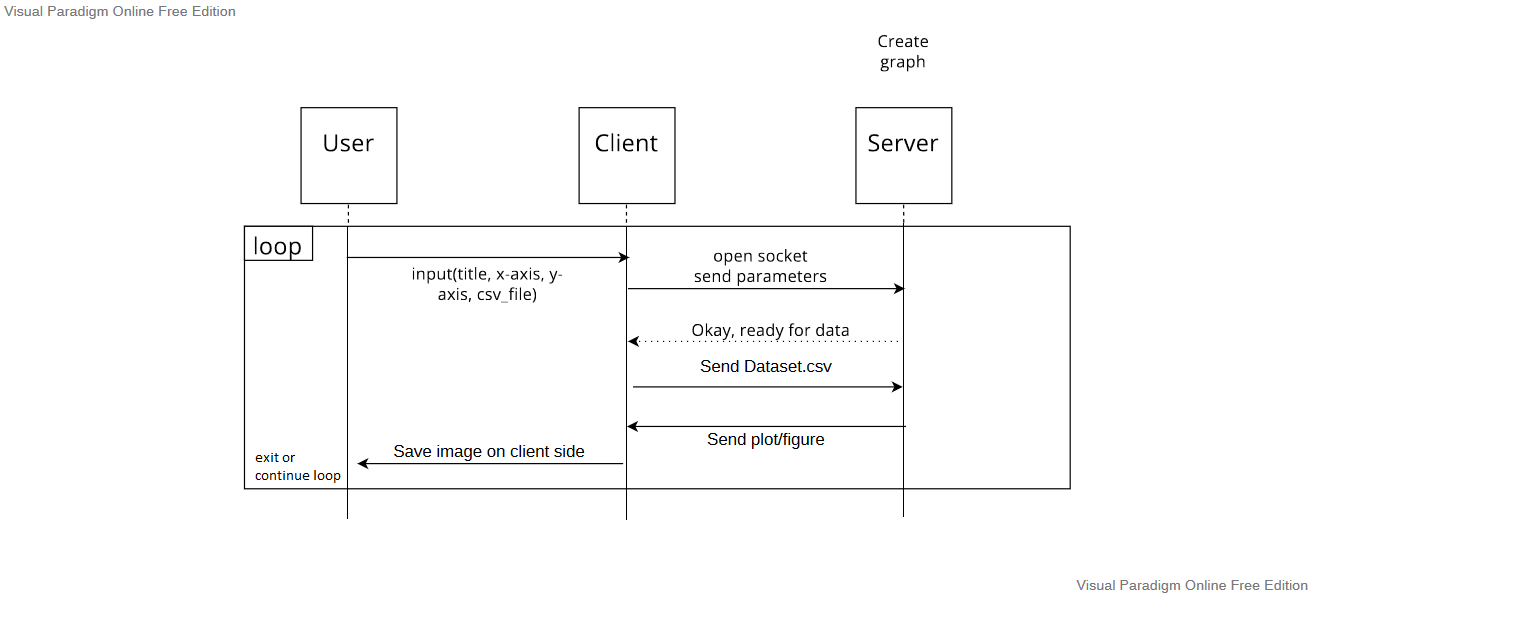 Visual Paradigm Online Free Edition
Create
graph
User
Client
Server
loop
input(title, x-axis, y-
axis, csv_file)
open socket
send parameters
Okay, ready for data
Send Dataset.csv
Send plot/figure
Save image on client side
exit or
continue loop
Visual Paradigm Online Free Edition